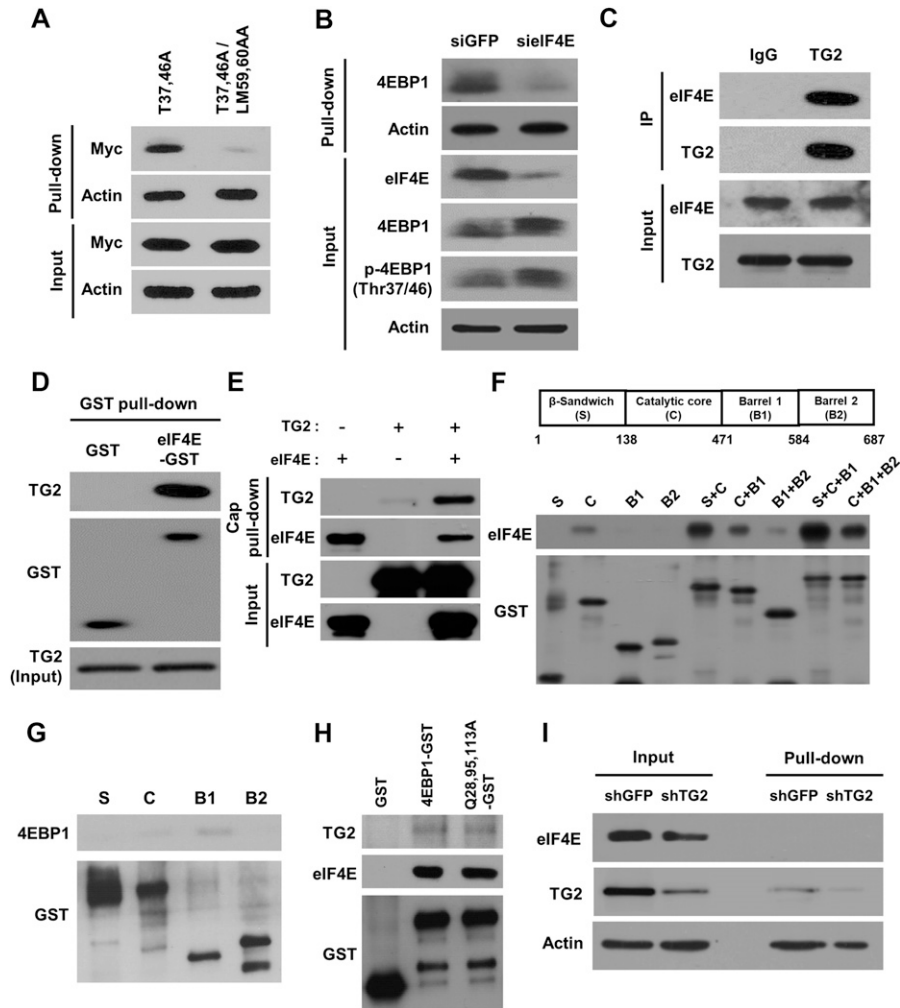 A
T37,46A
T37,46A /
LM59,60AA
Pull-down
Myc
Actin
Input
Myc
Actin
B
siGFP
sieIF4E
Pull-down
4EBP1
Actin
Input
eIF4E
4EBP1
p-4EBP1
(Thr37/46)
Actin
C
IgG
TG2
IP
eIF4E
TG2
Input
eIF4E
TG2
D
GST pull-down
GST
eIF4E
-GST
TG2
GST
TG2
(Input)
E
TG2 : - + +
eIF4E : + - +
Cap
pull-down
TG2
eIF4E
Input
TG2
eIF4E
F
β-Sandwich
(S)
Catalytic core
(C)
Barrel 1
(B1)
Barrel 2
(B2)
1 138 471 584 687
S C B1 B2 S+C C+B1 B1+B2 S+C+B1 C+B1+B2
eIF4E
GST
G
S C B1 B2
4EBP1
GST
H
GST
4EBP1-GST
Q28,95,113A
-GST
TG2
eIF4E
GST
I
Input Pull-down
shGFP shTG2 shGFP shTG2
eIF4E
TG2
Actin